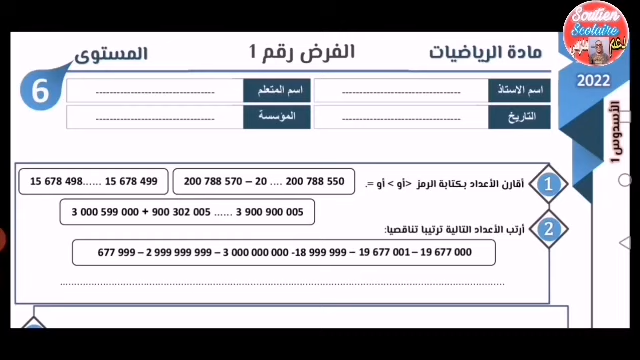 Soutien
Scolaire
مادة الرياضيات
الفرض رقم 1
المستوى
6
2022
الأسدوس 1
اسم الاستاذ
اسم المتعلم
التاريخ
المؤسسة
1 أقارن الأعداد بكتابة الرمز >أو < أو =.
200 788 570 – 20 .... 200 788 550
15 678 498...... 15 678 499
3 000 599 000 + 900 302 005 ...... 3 900 900 005
2 أرتب الأعداد التالية ترتيبا تناقصيا:
677 999 – 2 999 999 999 – 3 000 000 000 -18 999 999 – 19 677 001 – 19 677 000